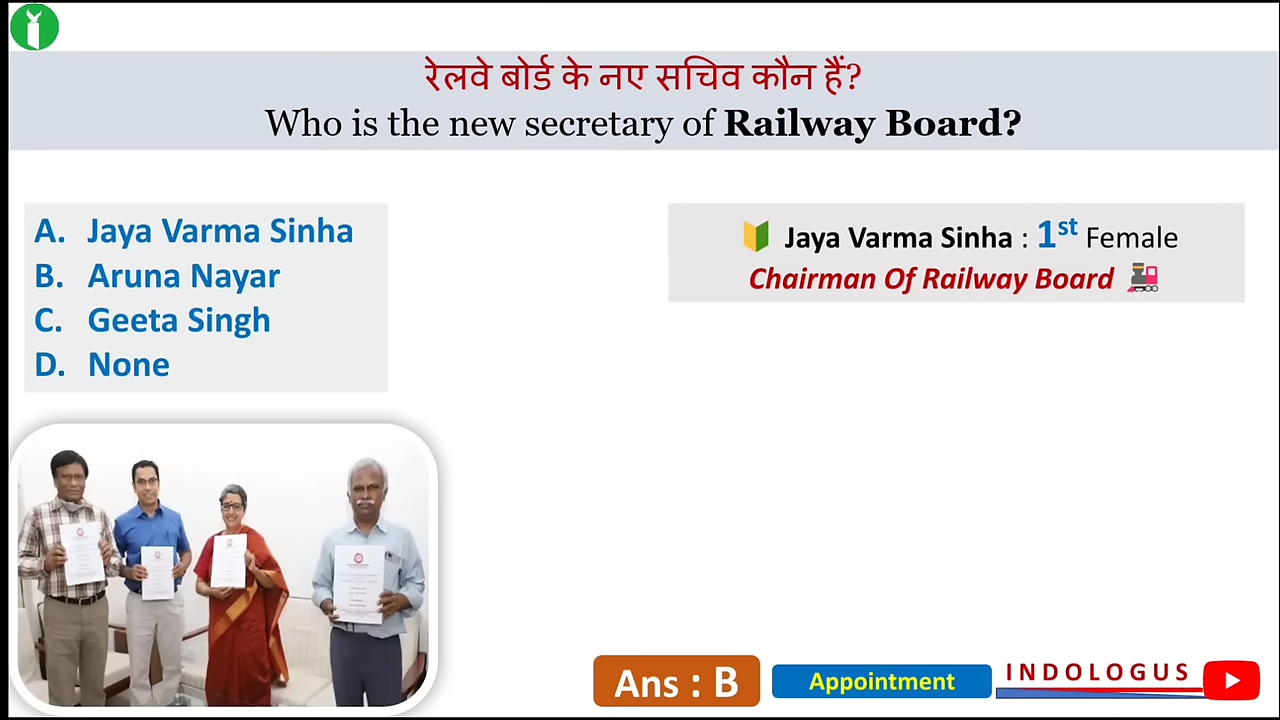 रेलवे बोर्ड के नए सचिव कौन हैं?
Who is the new secretary of Railway Board?
A. Jaya Varma Sinha
B. Aruna Nayar
C. Geeta Singh
D. None
Jaya Varma Sinha : 1st Female
Chairman Of Railway Board
Ans : B
Appointment
INDOLOGUS